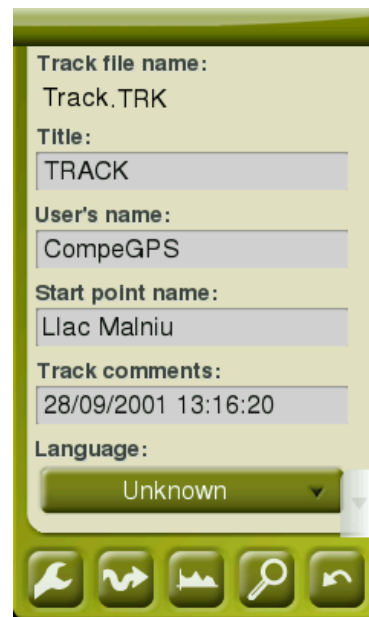 Track file name:
Track.TRK
Title:
TRACK
User's name:
CompeGPS
Start point name:
Llac Malniu
Track comments:
28/09/2001 13:16:20
Language:
Unknown